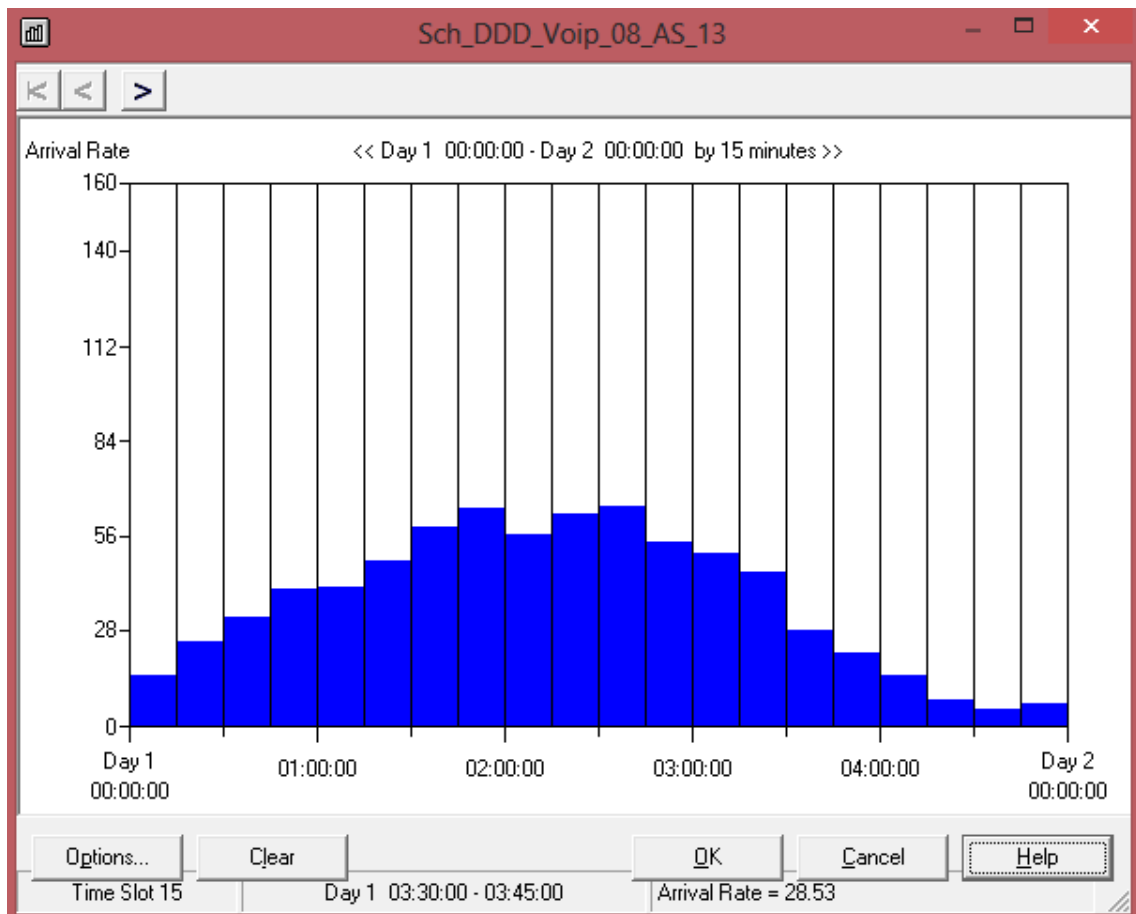 Sch_DDD_Voip_08_AS_13
Arrival Rate
<< Day 1 00:00:00 - Day 2 00:00:00 by 15 minutes >>
160
140
112
84
56
28
0
Day 1
00:00:00
01:00:00
02:00:00
03:00:00
04:00:00
Day 2
00:00:00
Options...
Clear
OK
Cancel
Help
Time Slot 15
Day 1 03:30:00 - 03:45:00
Arrival Rate = 28.53